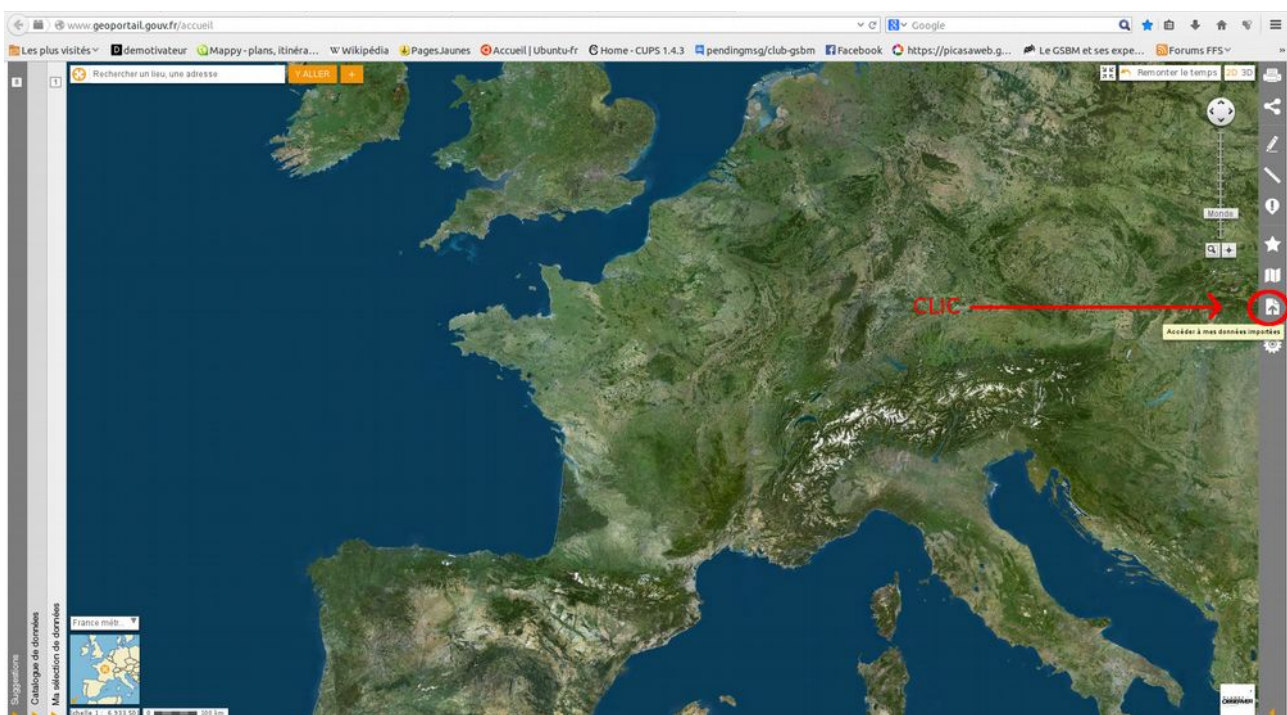 www.geoportail.gouv.fr/accueil
Google
Les plus visités
demotivateur
Mappy - plans, itinéra...
Wikipédia
PagesJaunes
Accueil | Ubuntu-fr
Home - CUPS 1.4.3
pendingmsg/club-gsbm
Facebook
https://picasaweb.g...
Le GSBM et ses expe...
Forums FFS
»
Rechercher un lieu, une adresse
Y ALLER
+
Remonter le temps
2D 3D
Monde
CLIC
Accéder à mes données importées
Suggestions
Catalogue de données
Ma sélection de données
France métr...